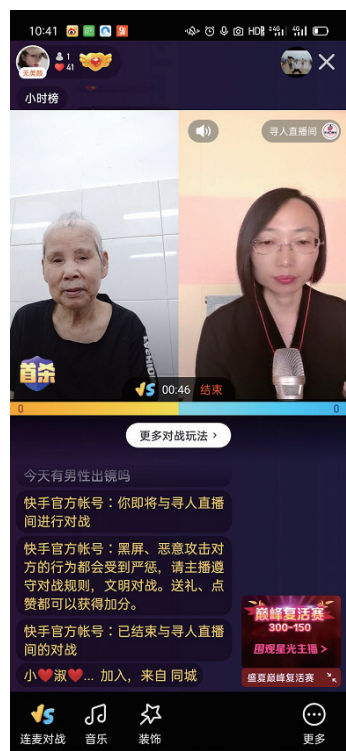 10:41
HD
4G
4G
无美颜
1
41
小时榜
寻人直播间
首杀
VS 00:46 结束
0
0
更多对战玩法 >
今天有男性出镜吗
快手官方帐号：你即将与寻人直播
间进行对战
快手官方帐号：黑屏、恶意攻击对
方的行为都会受到严惩，请主播遵
守对战规则，文明对战。送礼、点
赞都可以获得加分。
快手官方帐号：已结束与寻人直播
间的对战
小❤️淑❤️... 加入，来自 同城
巅峰复活赛
300-150
围观星光主播 >
盛夏巅峰复活赛
VS
连麦对战
音乐
装饰
更多